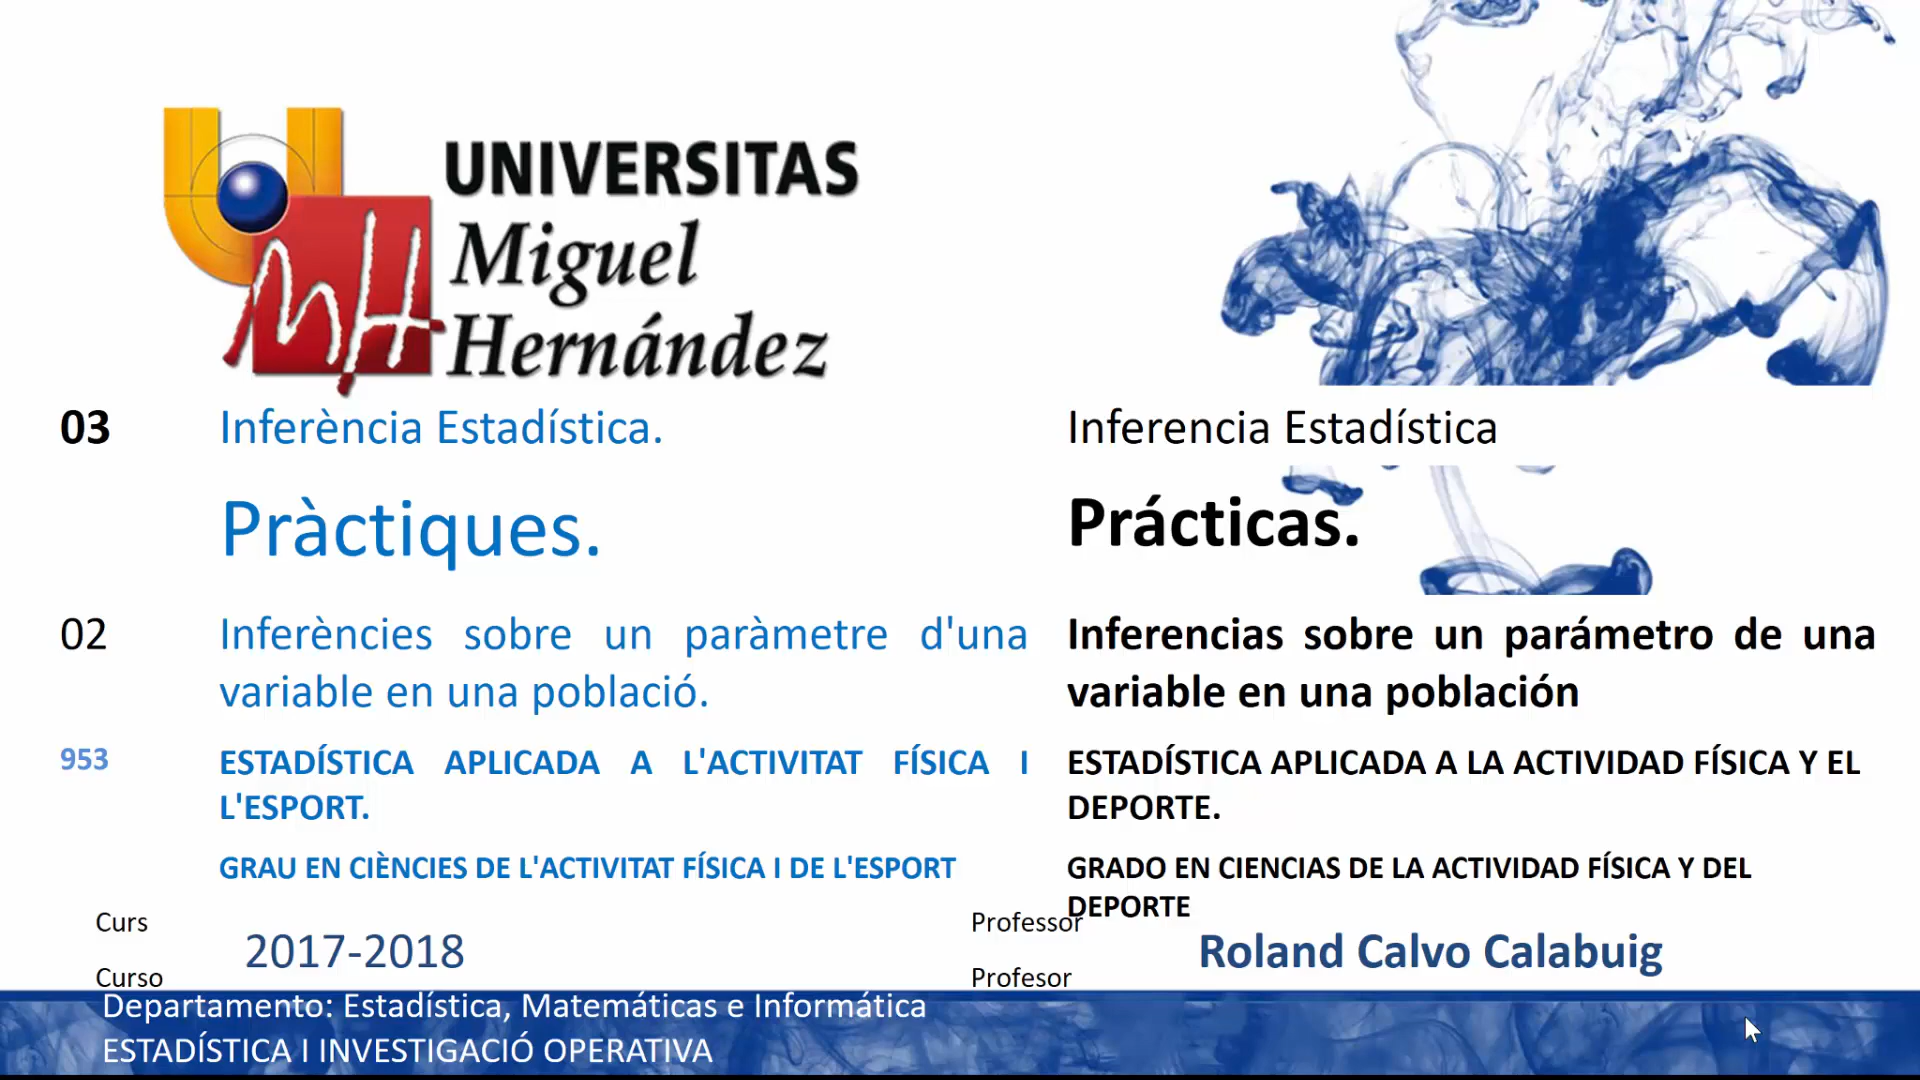 UNIVERSITAS
Miguel
Hernández
03
Inferència Estadística.
Inferencia Estadística
Pràctiques.
Prácticas.
02
Inferències sobre un paràmetre d'una
variable en una població.
Inferencias sobre un parámetro de una
variable en una población
953
ESTADÍSTICA APLICADA A L'ACTIVITAT FÍSICA I
L'ESPORT.
ESTADÍSTICA APLICADA A LA ACTIVIDAD FÍSICA Y EL
DEPORTE.
GRAU EN CIÈNCIES DE L'ACTIVITAT FÍSICA I DE L'ESPORT
GRADO EN CIENCIAS DE LA ACTIVIDAD FÍSICA Y DEL
DEPORTE
Curs
Curso
2017-2018
Professor
Profesor
Roland Calvo Calabuig
Departamento: Estadística, Matemáticas e Informática
ESTADÍSTICA I INVESTIGACIÓ OPERATIVA